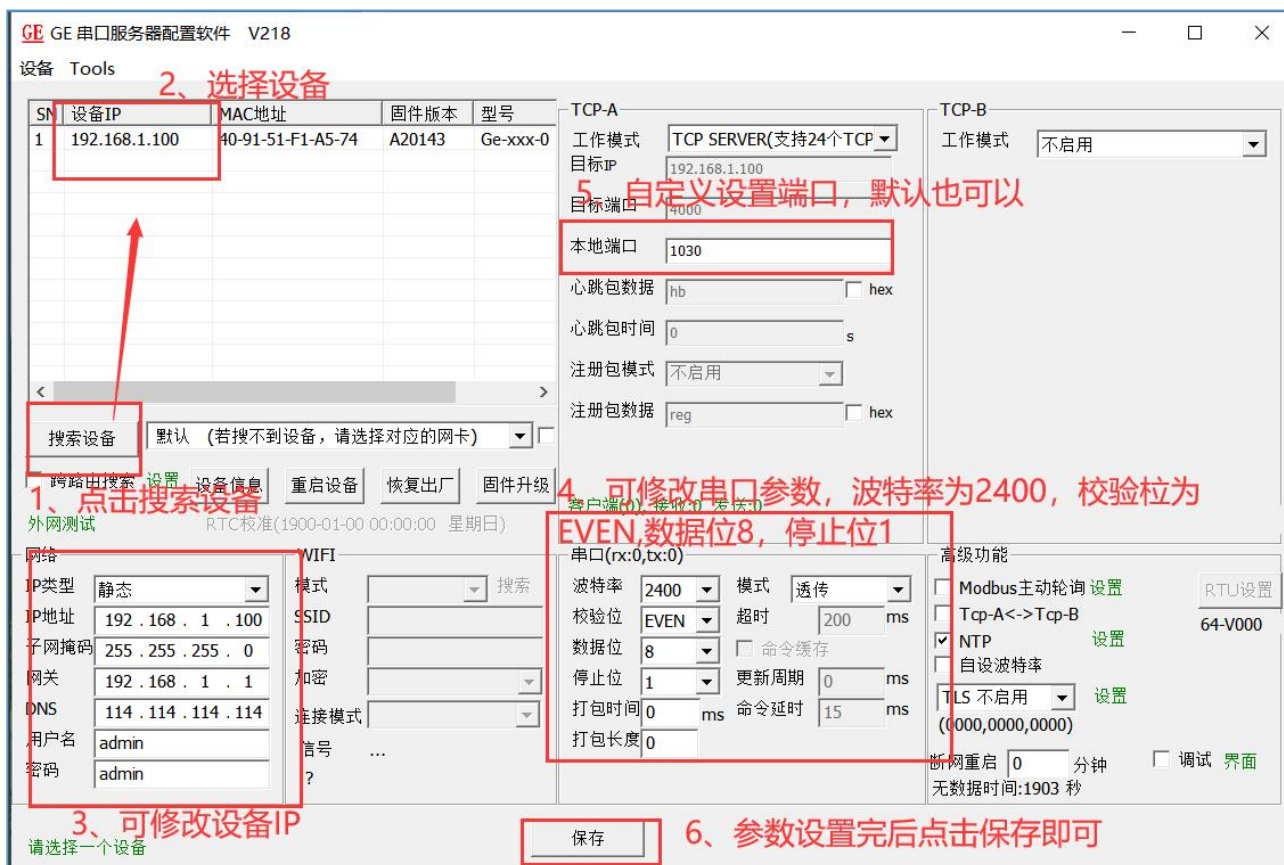 GE GE 串口服务器配置软件 V218
设备 Tools
2、选择设备
SN 设备IP MAC地址 固件版本 型号
1 192.168.1.100 40-91-51-F1-A5-74 A20143 Ge-xxx-0
搜索设备 默认 (若搜不到设备，请选择对应的网卡)
跨路由搜索 设置 设备信息 重启设备 恢复出厂 固件升级
1、点击搜索设备
外网测试 RTC校准(1900-01-00 00:00:00 星期日)
TCP-A
工作模式 TCP SERVER(支持24个TCP
目标IP 192.168.1.100
5、自定义设置端口，默认也可以
目标端口 4000
本地端口 1030
心跳包数据 hb hex
心跳包时间 0 s
注册包模式 不启用
注册包数据 reg hex
客户端(0), 接收:0 发送:0
TCP-B
工作模式 不启用
4、可修改串口参数，波特率为2400，校验柆为
EVEN,数据位8，停止位1
网络
IP类型 静态
IP地址 192 . 168 . 1 . 100
子网掩码 255 . 255 . 255 . 0
网关 192 . 168 . 1 . 1
DNS 114 . 114 . 114 . 114
用户名 admin
密码 admin
3、可修改设备IP
WIFI
模式 搜索
SSID
密码
加密
连接模式
信号 ...
?
串口(rx:0,tx:0)
波特率 2400 模式 透传
校验位 EVEN 超时 200 ms
数据位 8 命令缓存
停止位 1 更新周期 0 ms
打包时间 0 ms 命令延时 15 ms
打包长度 0
高级功能
Modbus主动轮询 设置 RTU设置
Tcp-A<->Tcp-B 64-V000
NTP 设置
自设波特率
TLS 不启用 设置
(0000,0000,0000)
断网重启 0 分钟 调试 界面
无数据时间:1903 秒
请选择一个设备
保存
6、参数设置完后点击保存即可